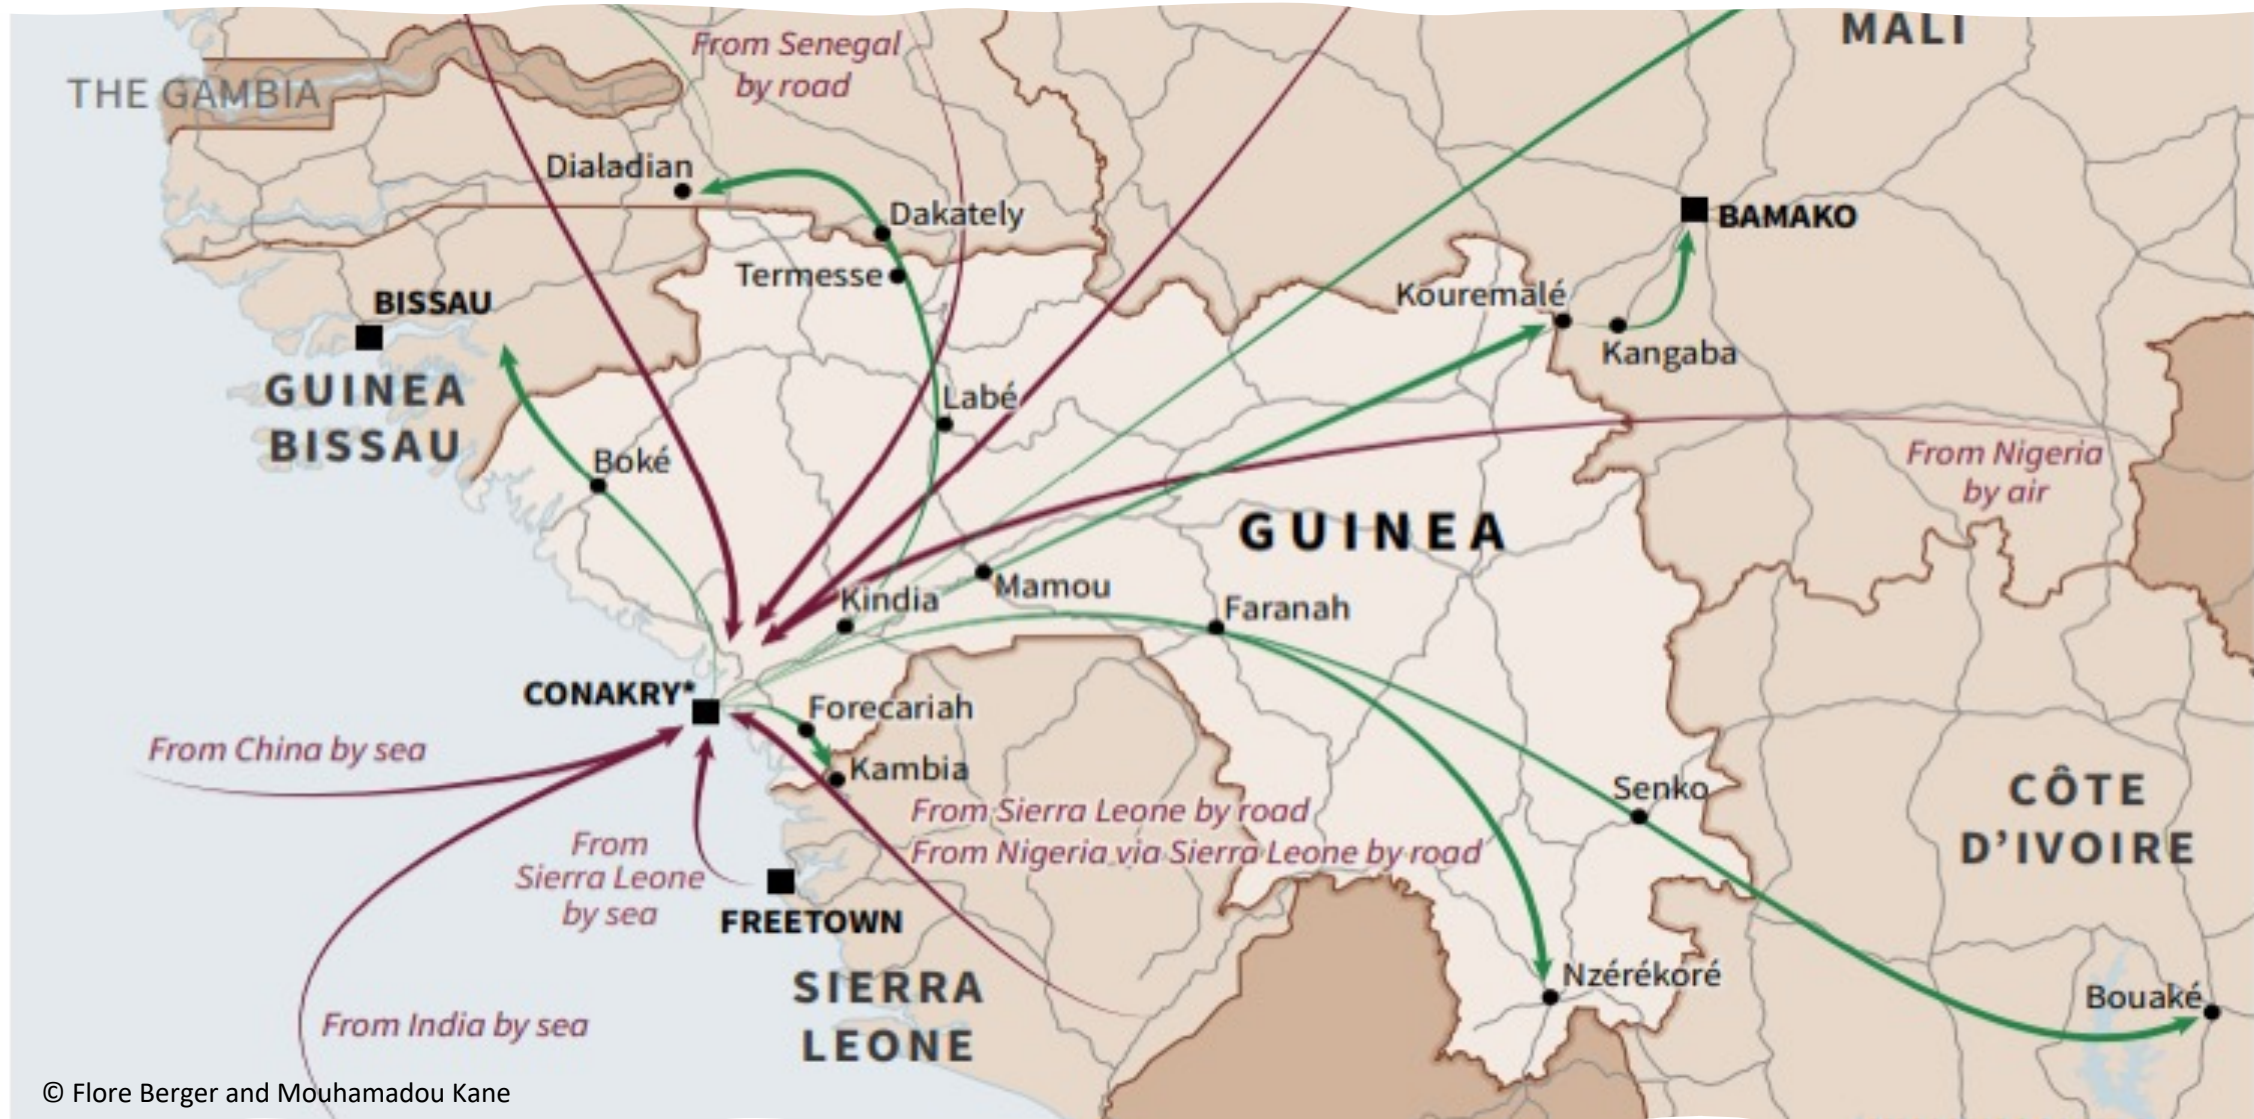 MALI
From Senegal
by road
THE GAMBIA
Dialadian
Dakately
BAMAKO
Termesse
Kouremalé
BISSAU
Kangaba
GUINEA
BISSAU
Labé
Boké
From Nigeria
by air
GUINEA
Mamou
Kindia
Faranah
CONAKRY*
Forecariah
From China by sea
Kambia
Senko
CÔTE
D’IVOIRE
From Sierra Leone by road
From Nigeria via Sierra Leone by road
From
Sierra Leone
by sea
FREETOWN
SIERRA
LEONE
Nzérékoré
Bouaké
From India by sea
© Flore Berger and Mouhamadou Kane